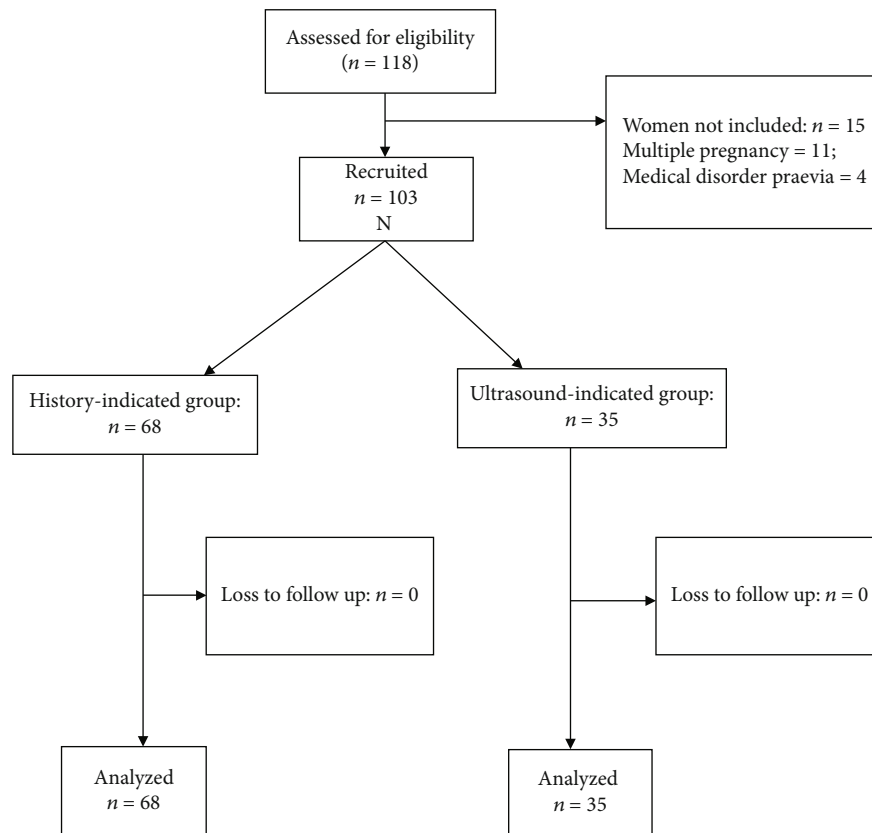 Assessed for eligibility
(n = 118)
Women not included: n = 15
Multiple pregnancy = 11;
Medical disorder praevia = 4
Recruited
n = 103
N
History-indicated group:
n = 68
Ultrasound-indicated group:
n = 35
Loss to follow up: n = 0
Loss to follow up: n = 0
Analyzed
n = 68
Analyzed
n = 35